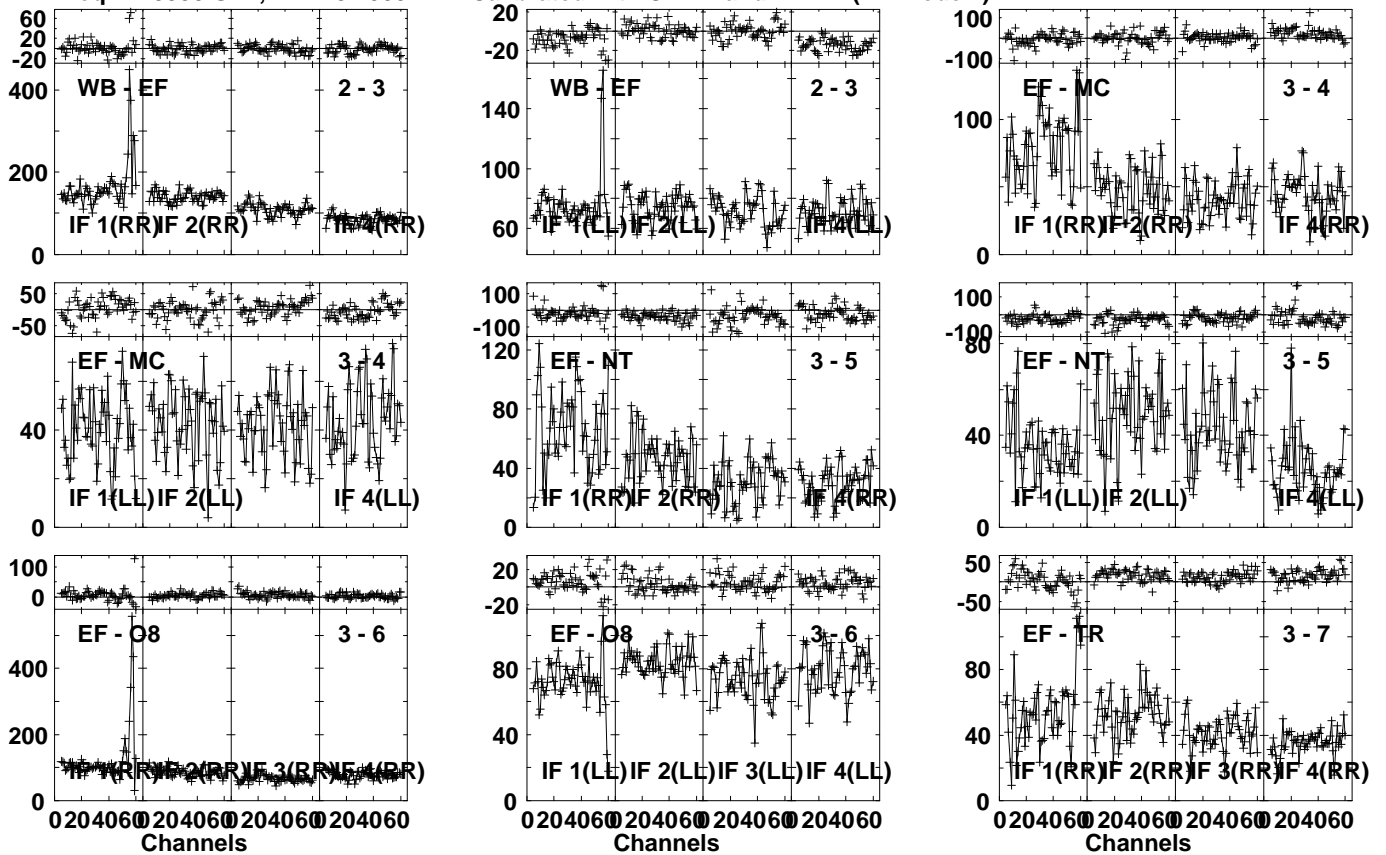 60
20
-20
400
200
0
WB - EF 2 - 3
IF 1(RR) IF 2(RR) IF 4(RR)
20
-20
140
100
60
WB - EF 2 - 3
IF 1(LL) IF 2(LL) IF 4(LL)
100
-100
100
0
EF - MC 3 - 4
IF 1(RR) IF 2(RR) IF 4(RR)
50
-50
40
0
EF - MC 3 - 4
IF 1(LL) IF 2(LL) IF 4(LL)
100
-100
120
80
40
0
EF - NT 3 - 5
IF 1(RR) IF 2(RR) IF 4(RR)
100
-100
80
40
0
EF - NT 3 - 5
IF 1(LL) IF 2(LL) IF 4(LL)
100
0
400
200
0
EF - O8 3 - 6
IF 1(RR) IF 2(RR) IF 3(RR) IF 4(RR)
0 20 40 60 0 20 40 60 0 20 40 60 0 20 40 60
Channels
20
-20
80
40
0
EF - O8 3 - 6
IF 1(LL) IF 2(LL) IF 3(LL) IF 4(LL)
0 20 40 60 0 20 40 60 0 20 40 60 0 20 40 60
Channels
50
-50
80
40
0
EF - TR 3 - 7
IF 1(RR) IF 2(RR) IF 3(RR) IF 4(RR)
0 20 40 60 0 20 40 60 0 20 40 60 0 20 40 60
Channels